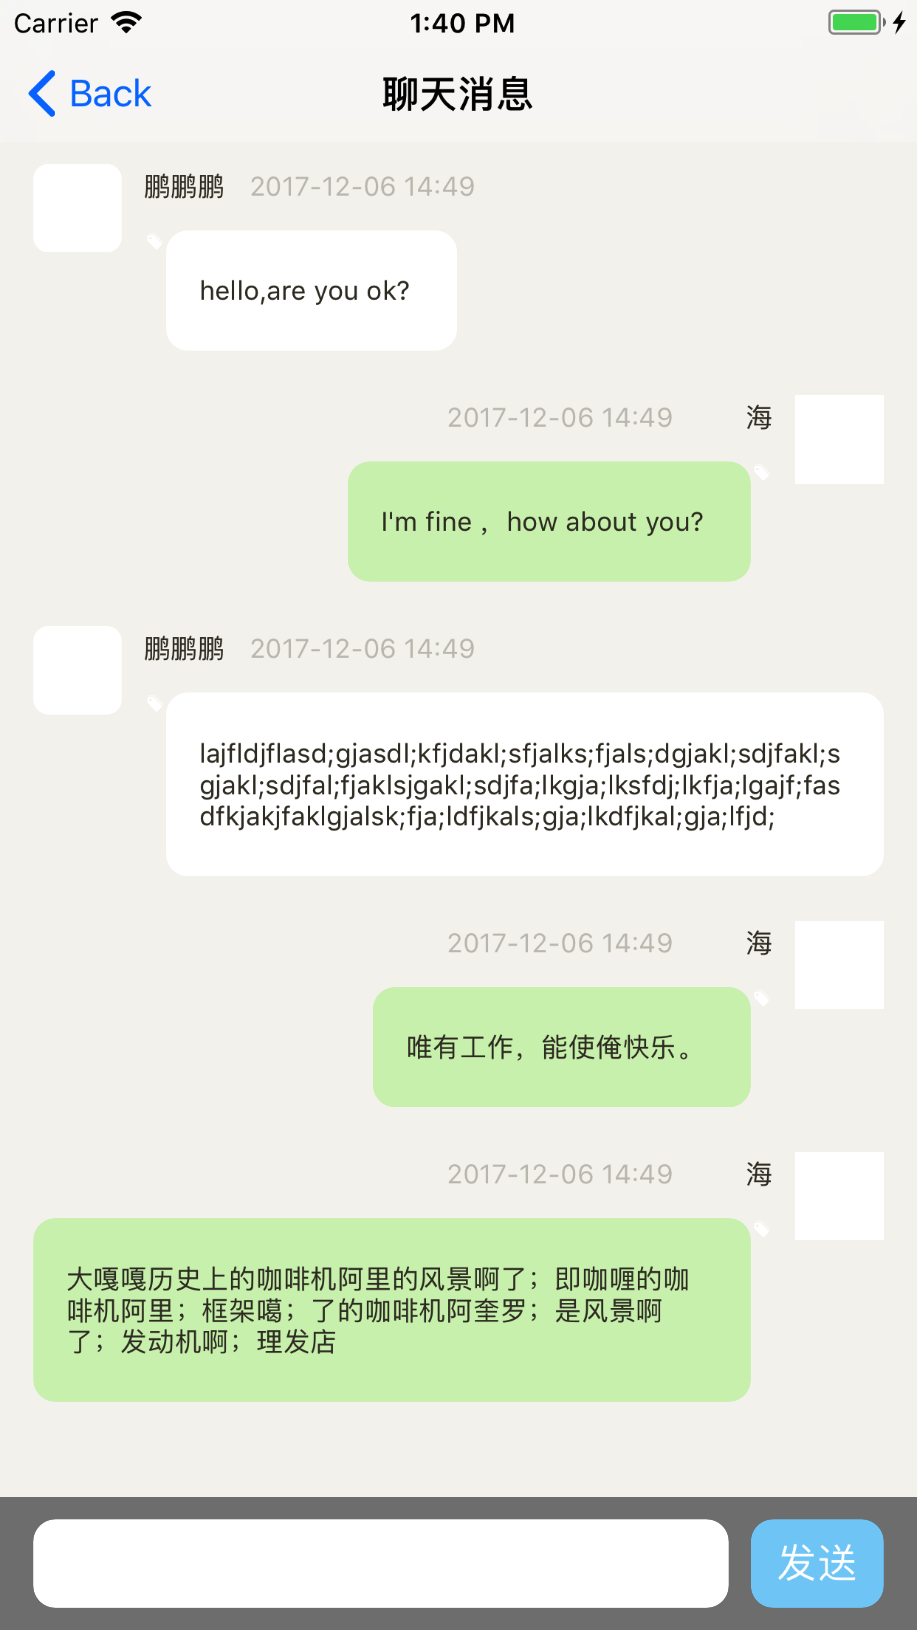 Carrier 1:40 PM
Back 聊天消息
鹏鹏鹏 2017-12-06 14:49
hello,are you ok?
2017-12-06 14:49 海
I'm fine ，how about you?
鹏鹏鹏 2017-12-06 14:49
lajfldjflasd;gjasdl;kfjdakl;sfjalks;fjals;dgjakl;sdjfakl;s
gjakl;sdjfal;fjaklsjgakl;sdjfa;lkgja;lksfdj;lkfja;lgajf;fas
dfkjakjfaklgjalsk;fja;ldfjkals;gja;lkdfjkal;gja;lfjd;
2017-12-06 14:49 海
唯有工作，能使俺快乐。
2017-12-06 14:49 海
大嘎嘎历史上的咖啡机阿里的风景啊了；即咖喱的咖
啡机阿里；框架噶；了的咖啡机阿奎罗；是风景啊
了；发动机啊；理发店
发送